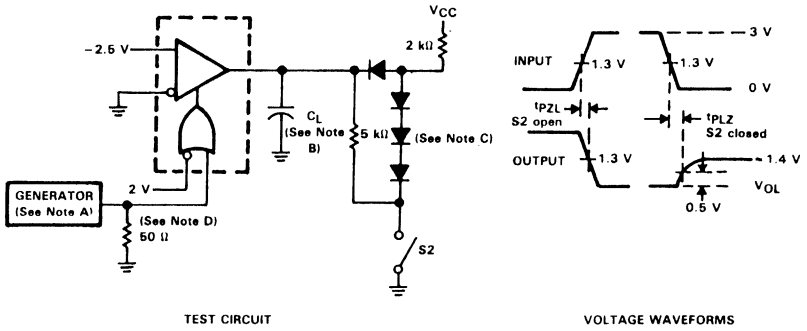 VCC
2 kΩ
−2.5 V
CL
(See Note
B)
5 kΩ
(See Note C)
2 V
GENERATOR
(See Note A)
(See Note D)
50 Ω
S2
TEST CIRCUIT
3 V
INPUT
1.3 V
1.3 V
0 V
tPZL
S2 open
tPLZ
S2 closed
OUTPUT
1.3 V
≈ 1.4 V
VOL
0.5 V
VOLTAGE WAVEFORMS